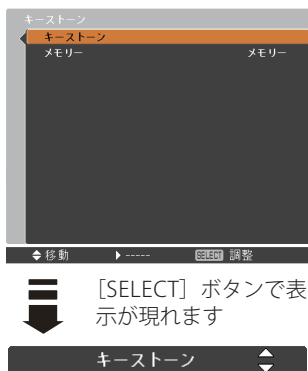 キーストーン
キーストーン
メモリー メモリー
移動 ----- SELECT 調整
［SELECT］ボタンで表
示が現れます
キーストーン